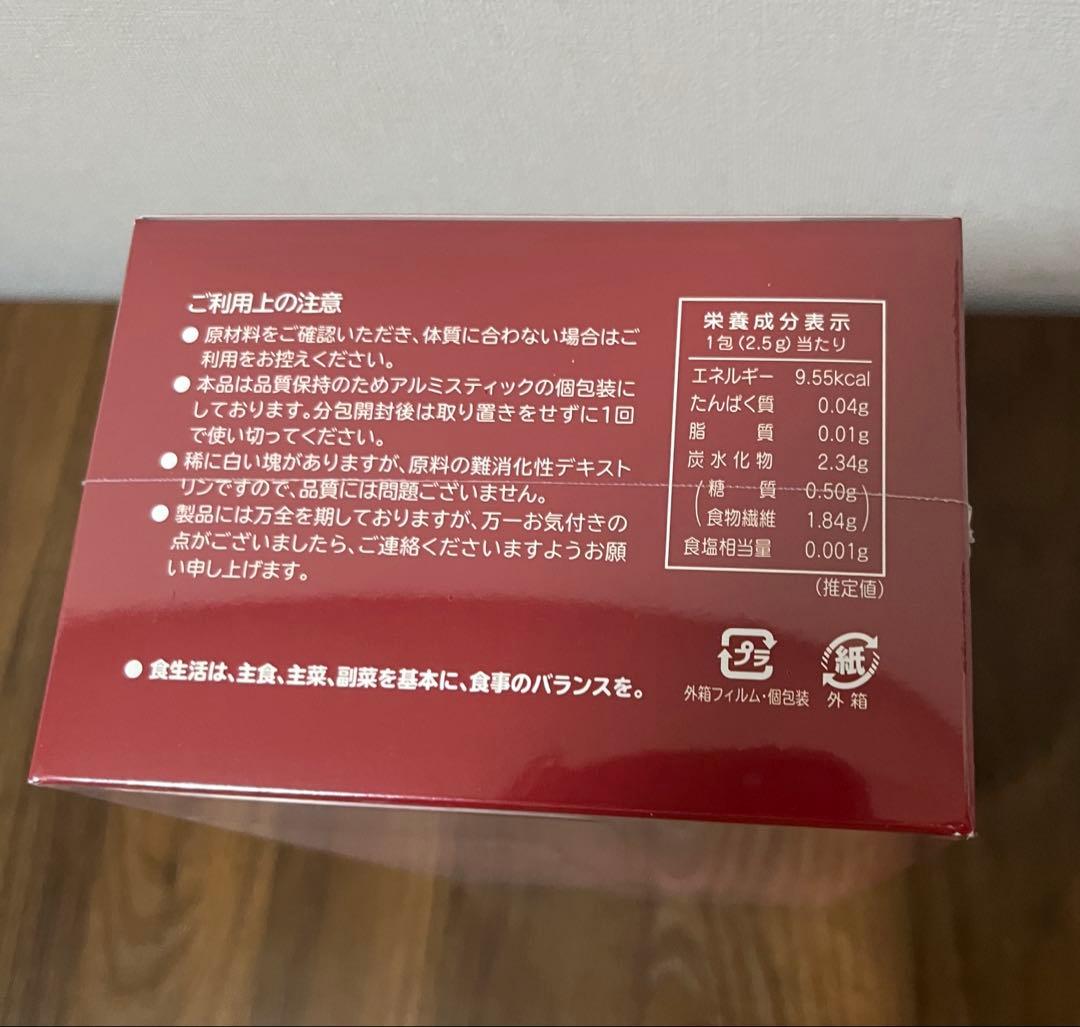 ご利用上の注意
● 原材料をご確認いただき、体質に合わない場合はご
利用をお控えください。
● 本品は品質保持のためアルミスティックの個包装に
しております。分包開封後は取り置きをせずに1回
で使い切ってください。
● 稀に白い塊がありますが、原料の難消化性デキスト
リンですので、品質には問題ございません。
● 製品には万全を期しておりますが、万一お気付きの
点がございましたら、ご連絡くださいますようお願
い申し上げます。
● 食生活は、主食、主菜、副菜を基本に、食事のバランスを。
栄養成分表示
1包(2.5g)当たり
エネルギー 9.55kcal
たんぱく質 0.04g
脂質 0.01g
炭水化物 2.34g
(糖質 0.50g)
(食物繊維 1.84g)
食塩相当量 0.001g
(推定値)
プラ
外箱フィルム・個包装
紙
外箱